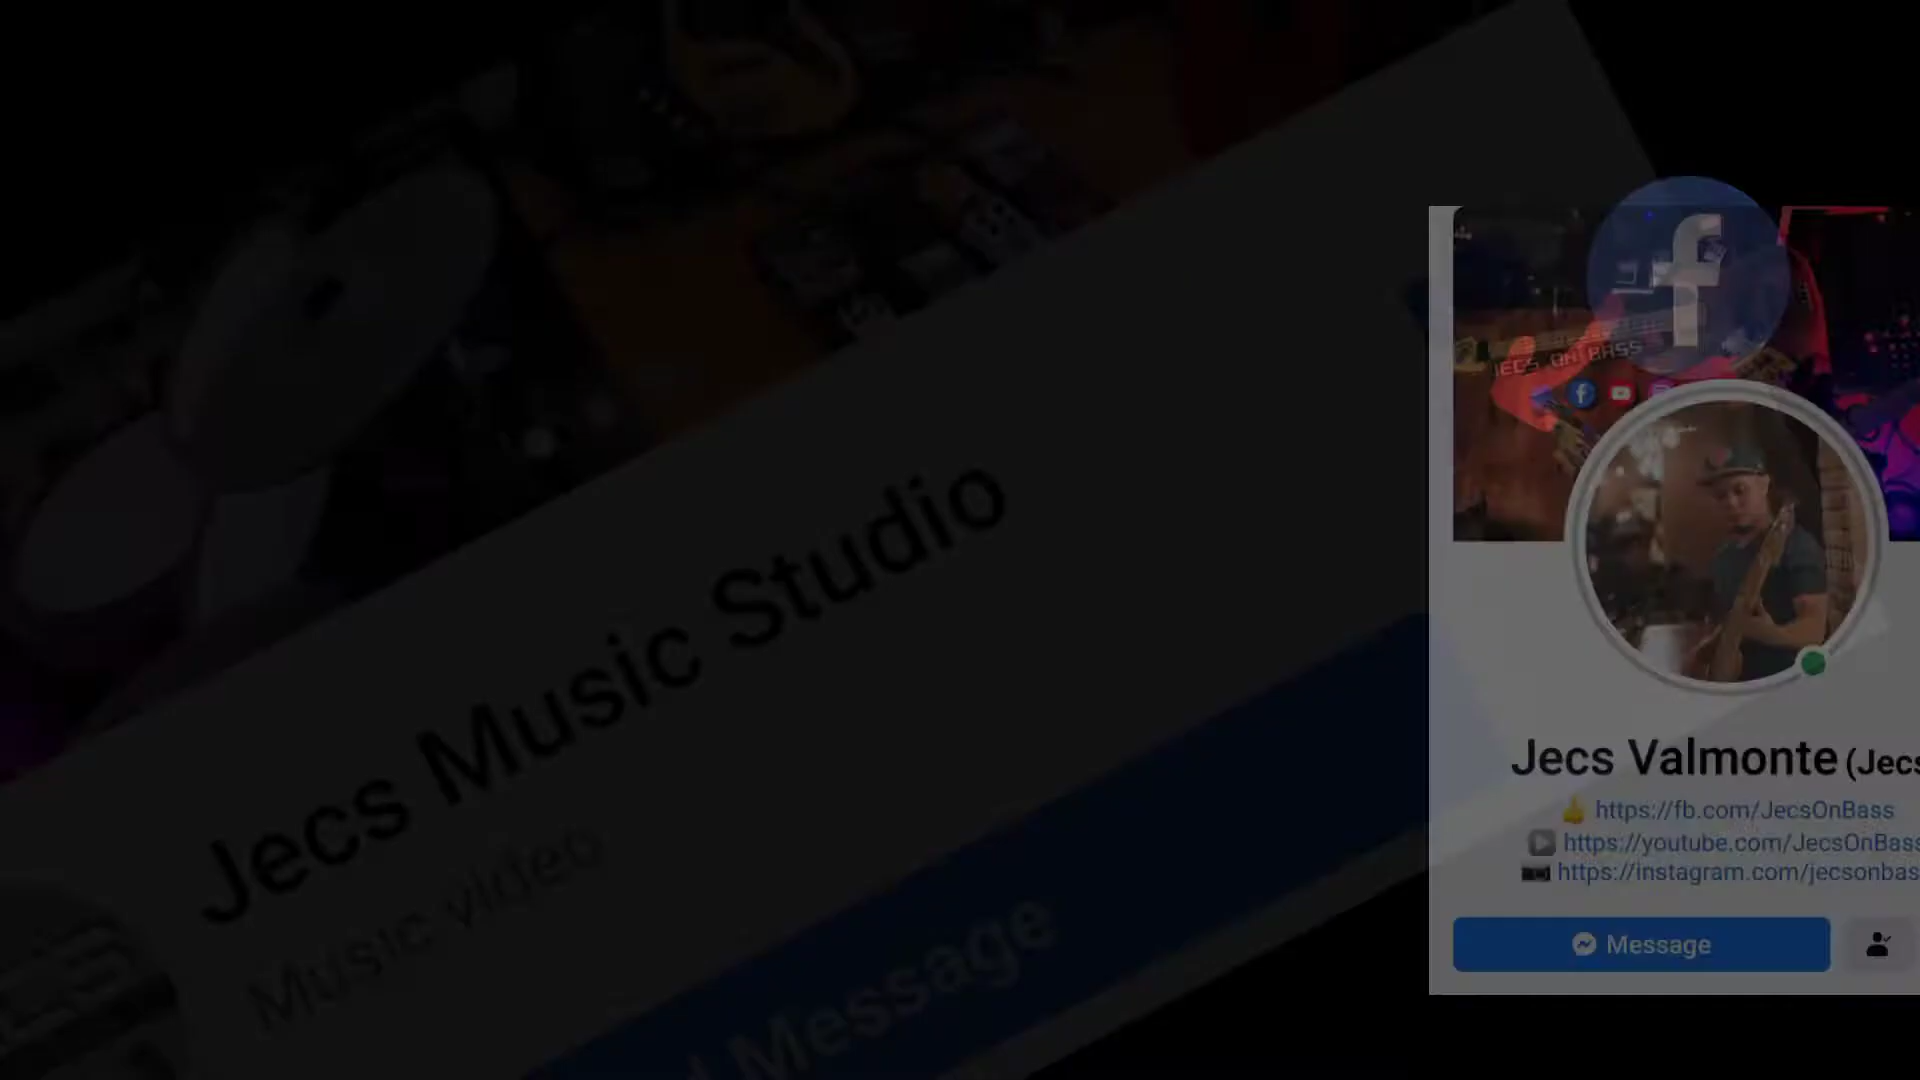 Jecs Music Studio
Music video
Message
f
JECS ON BASS
Jecs Valmonte (Jecs
👍 https://fb.com/JecsOnBass
https://youtube.com/JecsOnBass
https://instagram.com/jecsonbas
Message